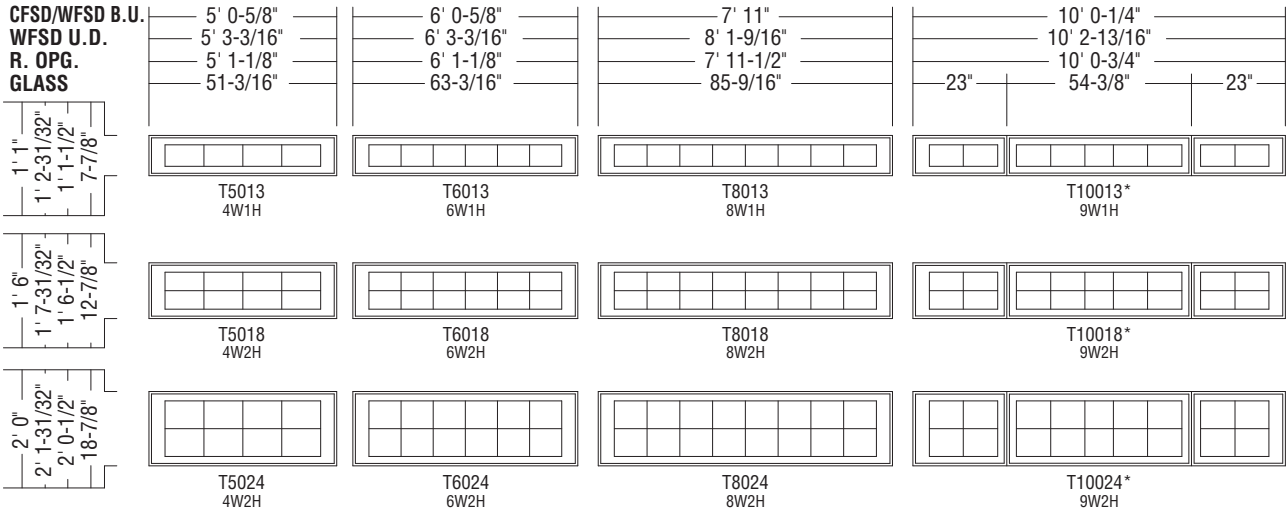 CFSD/WFSD B.U. 5' 0-5/8" 6' 0-5/8" 7' 11" 10' 0-1/4"
WFSD U.D. 5' 3-3/16" 6' 3-3/16" 8' 1-9/16" 10' 2-13/16"
R. OPG. 5' 1-1/8" 6' 1-1/8" 7' 11-1/2" 10' 0-3/4"
GLASS 51-3/16" 63-3/16" 85-9/16" 23" 54-3/8" 23"
1' 1"
1' 2-31/32"
1' 1-1/2"
7-7/8"
T5013 T6013 T8013 T10013*
4W1H 6W1H 8W1H 9W1H
1' 6"
1' 7-31/32"
1' 6-1/2"
12-7/8"
T5018 T6018 T8018 T10018*
4W2H 6W2H 8W2H 9W2H
2' 0"
2' 1-31/32"
2' 0-1/2"
18-7/8"
T5024 T6024 T8024 T10024*
4W2H 6W2H 8W2H 9W2H